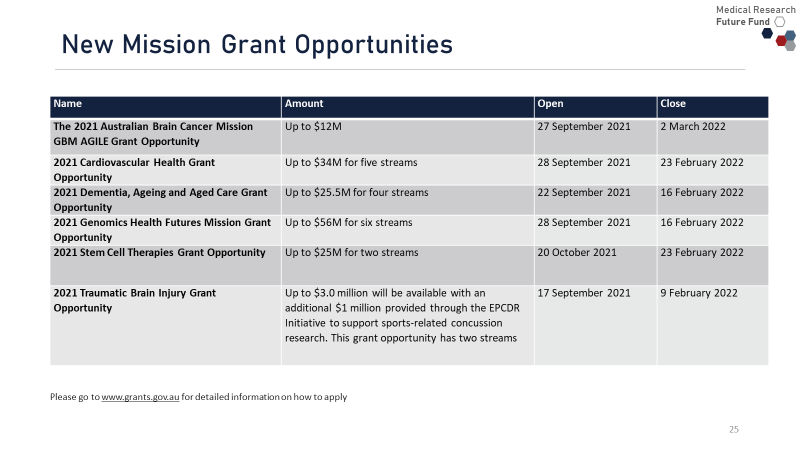 Medical Research
Future Fund
New Mission Grant Opportunities
Name Amount Open Close
The 2021 Australian Brain Cancer Mission Up to $12M 27 September 2021 2 March 2022
GBM AGILE Grant Opportunity
2021 Cardiovascular Health Grant Up to $34M for five streams 28 September 2021 23 February 2022
Opportunity
2021 Dementia, Ageing and Aged Care Grant Up to $25.5M for four streams 22 September 2021 16 February 2022
Opportunity
2021 Genomics Health Futures Mission Grant Up to $56M for six streams 28 September 2021 16 February 2022
Opportunity
2021 Stem Cell Therapies Grant Opportunity Up to $25M for two streams 20 October 2021 23 February 2022
2021 Traumatic Brain Injury Grant Up to $3.0 million will be available with an 17 September 2021 9 February 2022
Opportunity additional $1 million provided through the EPCDR
Initiative to support sports-related concussion
research. This grant opportunity has two streams
Please go to www.grants.gov.au for detailed information on how to apply
25